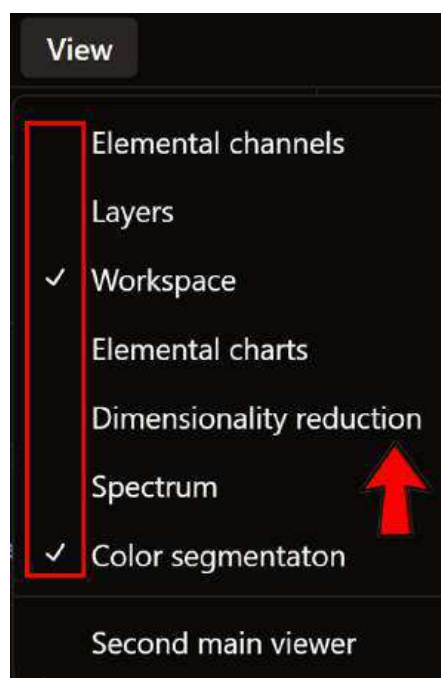 View
Elemental channels
Layers
✓ Workspace
Elemental charts
Dimensionality reduction
Spectrum
✓ Color segmentaton
Second main viewer